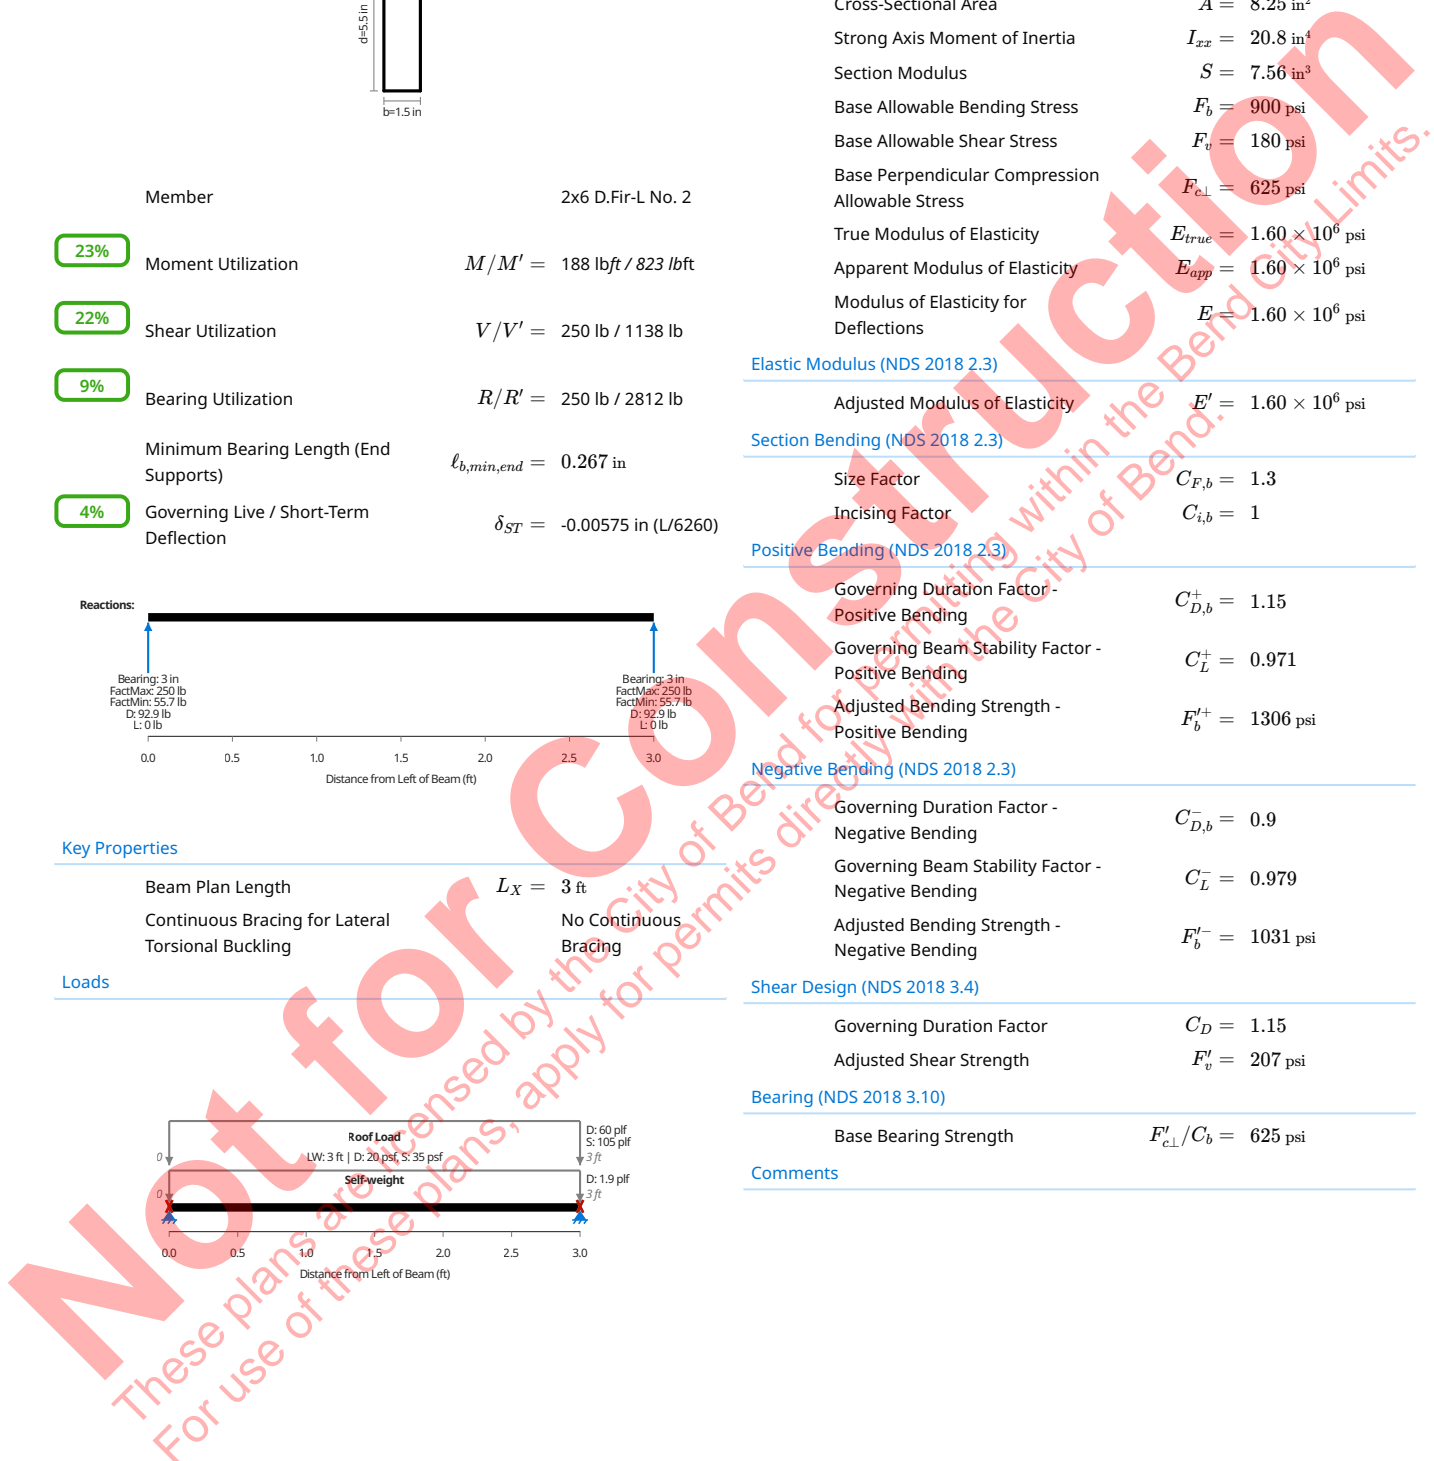 d=5.5 in
b=1.5 in
Member 2x6 D.Fir-L No. 2
23%
Moment Utilization M/M′ = 188 lbft / 823 lbft
22%
Shear Utilization V/V′ = 250 lb / 1138 lb
9%
Bearing Utilization R/R′ = 250 lb / 2812 lb
Minimum Bearing Length (End
Supports) ℓb,min,end = 0.267 in
4%
Governing Live / Short-Term
Deflection δST = -0.00575 in (L/6260)
Reactions:
Bearing: 3 in
FactMax: 250 lb
FactMin: 55.7 lb
D: 92.9 lb
L: 0 lb
Bearing: 3 in
FactMax: 250 lb
FactMin: 55.7 lb
D: 92.9 lb
L: 0 lb
0.0 0.5 1.0 1.5 2.0 2.5 3.0
Distance from Left of Beam (ft)
Key Properties
Beam Plan Length LX = 3 ft
Continuous Bracing for Lateral
Torsional Buckling
No Continuous
Bracing
Loads
Roof Load
LW: 3 ft | D: 20 psf, S: 35 psf
D: 60 plf
S: 105 plf
0 3 ft
Self-weight
D: 1.9 plf
0 3 ft
0.0 0.5 1.0 1.5 2.0 2.5 3.0
Distance from Left of Beam (ft)
Cross-Sectional Area A = 8.25 in²
Strong Axis Moment of Inertia Ixx = 20.8 in⁴
Section Modulus S = 7.56 in³
Base Allowable Bending Stress Fb = 900 psi
Base Allowable Shear Stress Fv = 180 psi
Base Perpendicular Compression
Allowable Stress Fc⊥ = 625 psi
True Modulus of Elasticity Etrue = 1.60 × 10⁶ psi
Apparent Modulus of Elasticity Eapp = 1.60 × 10⁶ psi
Modulus of Elasticity for
Deflections E = 1.60 × 10⁶ psi
Elastic Modulus (NDS 2018 2.3)
Adjusted Modulus of Elasticity E′ = 1.60 × 10⁶ psi
Section Bending (NDS 2018 2.3)
Size Factor CF,b = 1.3
Incising Factor Ci,b = 1
Positive Bending (NDS 2018 2.3)
Governing Duration Factor -
Positive Bending C⁺D,b = 1.15
Governing Beam Stability Factor -
Positive Bending C⁺L = 0.971
Adjusted Bending Strength -
Positive Bending F′⁺b = 1306 psi
Negative Bending (NDS 2018 2.3)
Governing Duration Factor -
Negative Bending C⁻D,b = 0.9
Governing Beam Stability Factor -
Negative Bending C⁻L = 0.979
Adjusted Bending Strength -
Negative Bending F′⁻b = 1031 psi
Shear Design (NDS 2018 3.4)
Governing Duration Factor CD = 1.15
Adjusted Shear Strength F′v = 207 psi
Bearing (NDS 2018 3.10)
Base Bearing Strength F′c⊥/Cb = 625 psi
Comments
Not for Construction
These plans are licensed by the City of Bend for permitting within the Bend City Limits.
For use of these plans, apply for permits directly with the City of Bend.